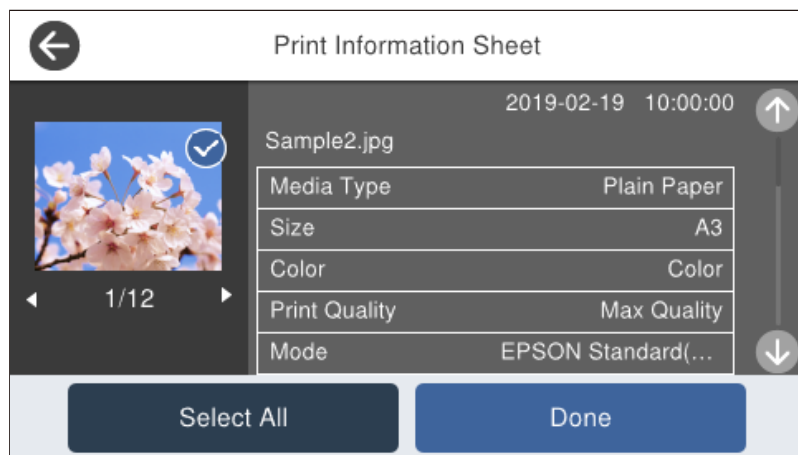 Print Information Sheet
2019-02-19 10:00:00
Sample2.jpg
Media Type Plain Paper
Size A3
Color Color
Print Quality Max Quality
Mode EPSON Standard(...
1/12
Select All Done